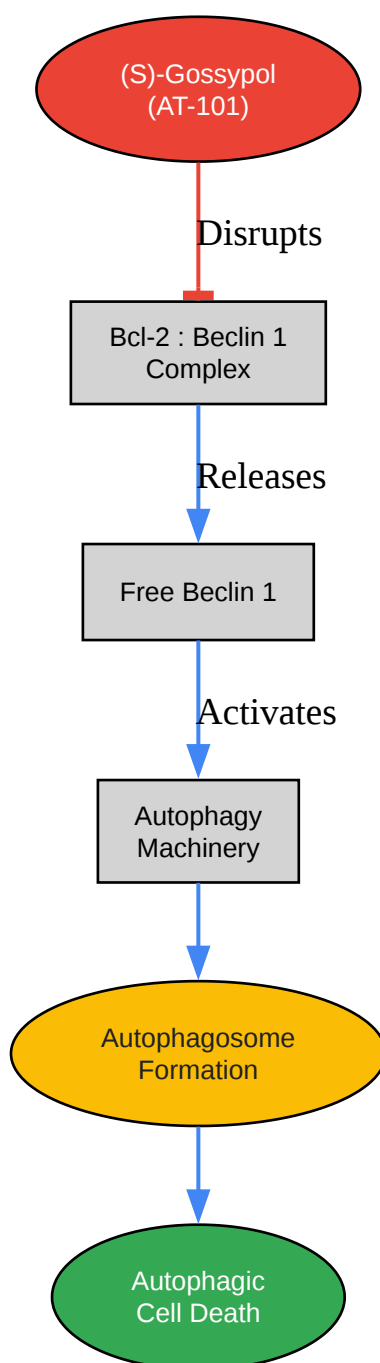 (S)-Gossypol
(AT-101)
Disrupts
Bcl-2 : Beclin 1
Complex
Releases
Free Beclin 1
Activates
Autophagy
Machinery
Autophagosome
Formation
Autophagic
Cell Death